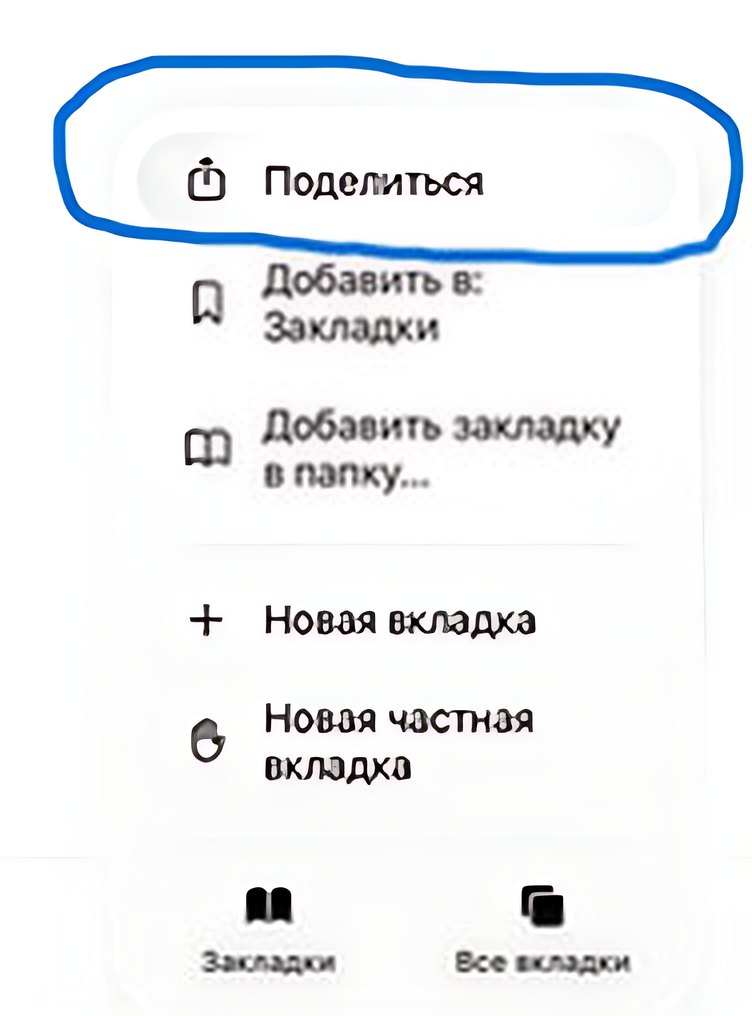 Поделиться
Добавить в:
Закладки
Добавить закладку
в папку...
Новая вкладка
Новая частная
вкладка
Закладки
Все вкладки